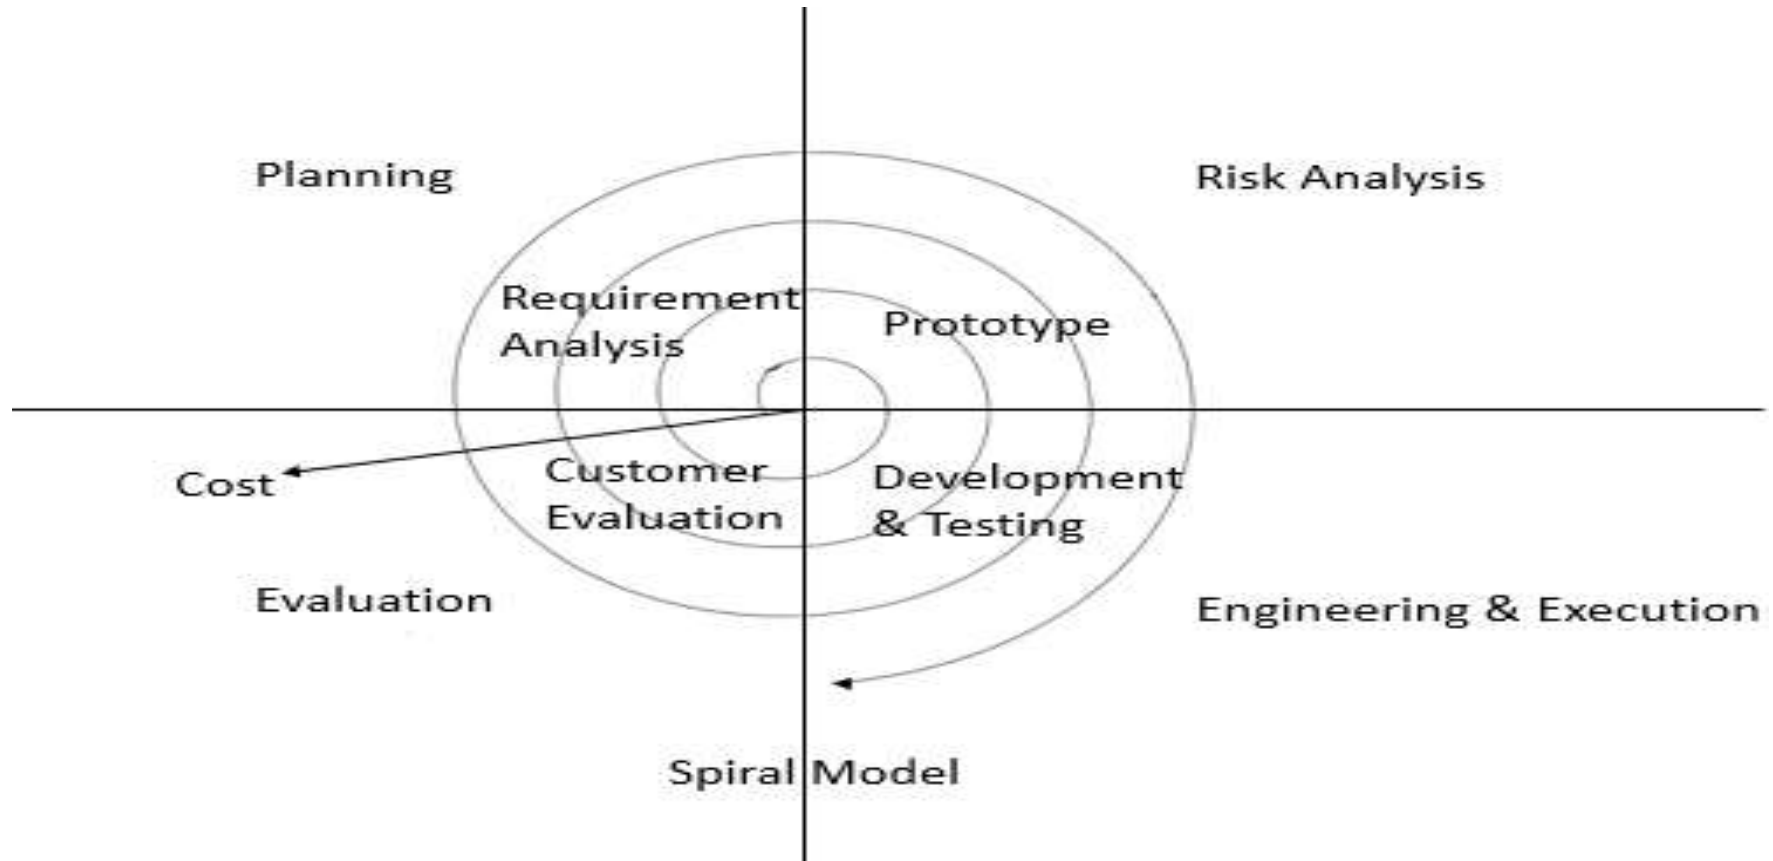 Planning
Risk Analysis
Requirement
Analysis
Prototype
Cost
Customer
Evaluation
Development
& Testing
Evaluation
Engineering & Execution
Spiral Model